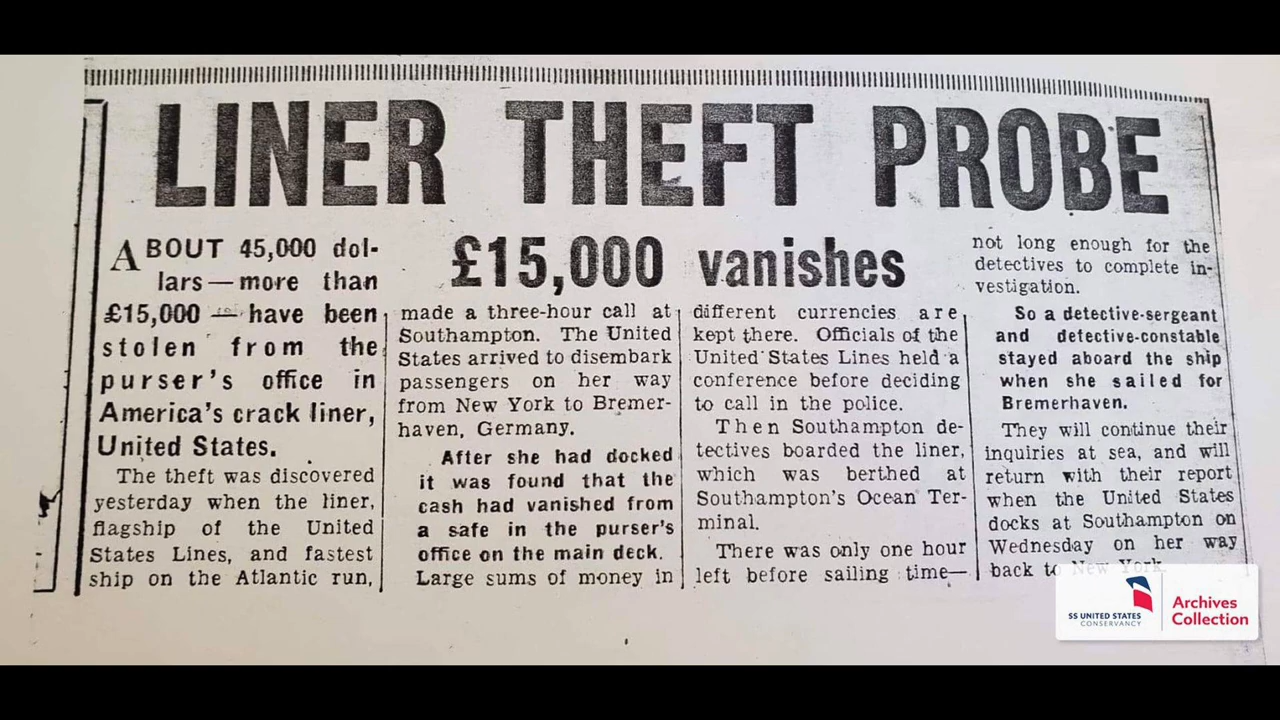 LINER THEFT PROBE
£15,000 vanishes
ABOUT 45,000 dol-
lars—more than
£15,000 — have been
stolen from the
purser's office in
America's crack liner,
United States.
The theft was discovered
yesterday when the liner,
flagship of the United
States Lines, and fastest
ship on the Atlantic run,
made a three-hour call at
Southampton. The United
States arrived to disembark
passengers on her way
from New York to Bremer-
haven, Germany.
After she had docked
it was found that the
cash had vanished from
a safe in the purser's
office on the main deck.
Large sums of money in
different currencies are
kept there. Officials of the
United States Lines held a
conference before deciding
to call in the police.
Then Southampton de-
tectives boarded the liner,
which was berthed at
Southampton's Ocean Ter-
minal.
There was only one hour
left before sailing time—
not long enough for the
detectives to complete in-
vestigation.
So a detective-sergeant
and detective-constable
stayed aboard the ship
when she sailed for
Bremerhaven.
They will continue their
inquiries at sea, and will
return with their report
when the United States
docks at Southampton on
Wednesday on her way
back to New York.
SS UNITED STATES
CONSERVANCY
Archives
Collection